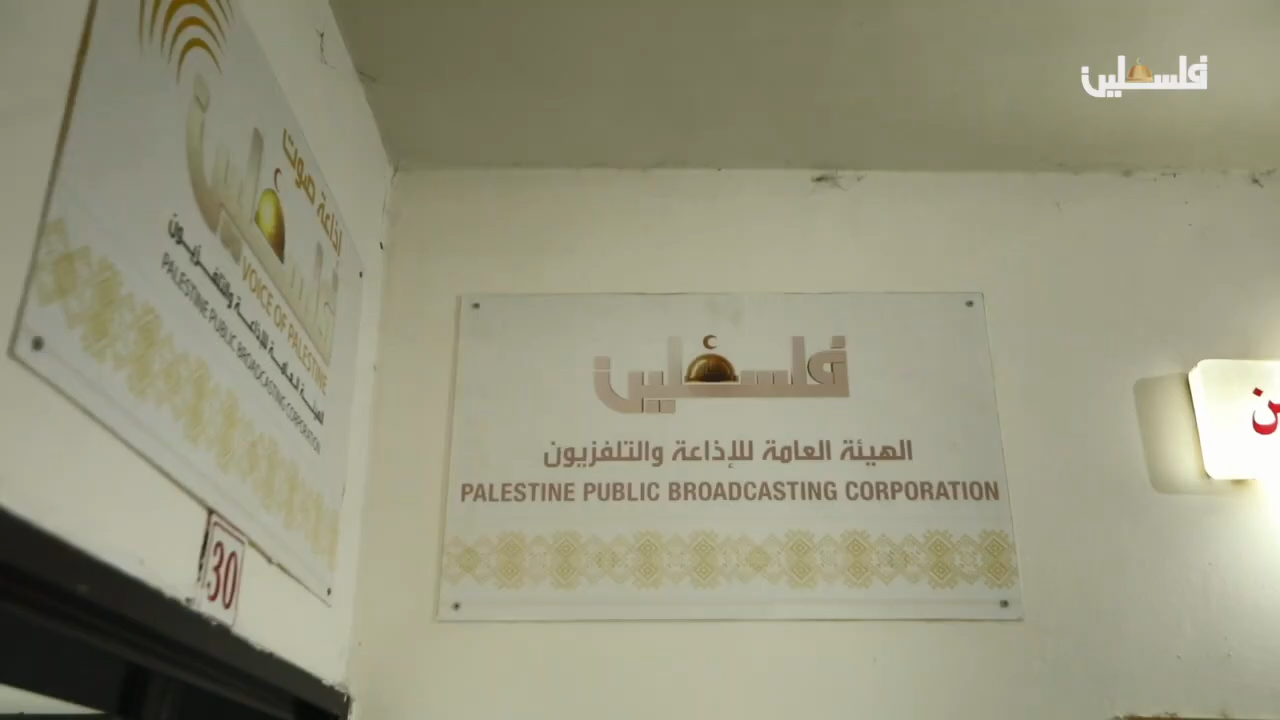 فلسطين
اذاعة صوت
فلسطين
VOICE OF PALESTINE
الهيئة العامة للإذاعة والتلفزيون
PALESTINE PUBLIC BROADCASTING CORPORATION
30
فلسطين
الهيئة العامة للإذاعة والتلفزيون
PALESTINE PUBLIC BROADCASTING CORPORATION